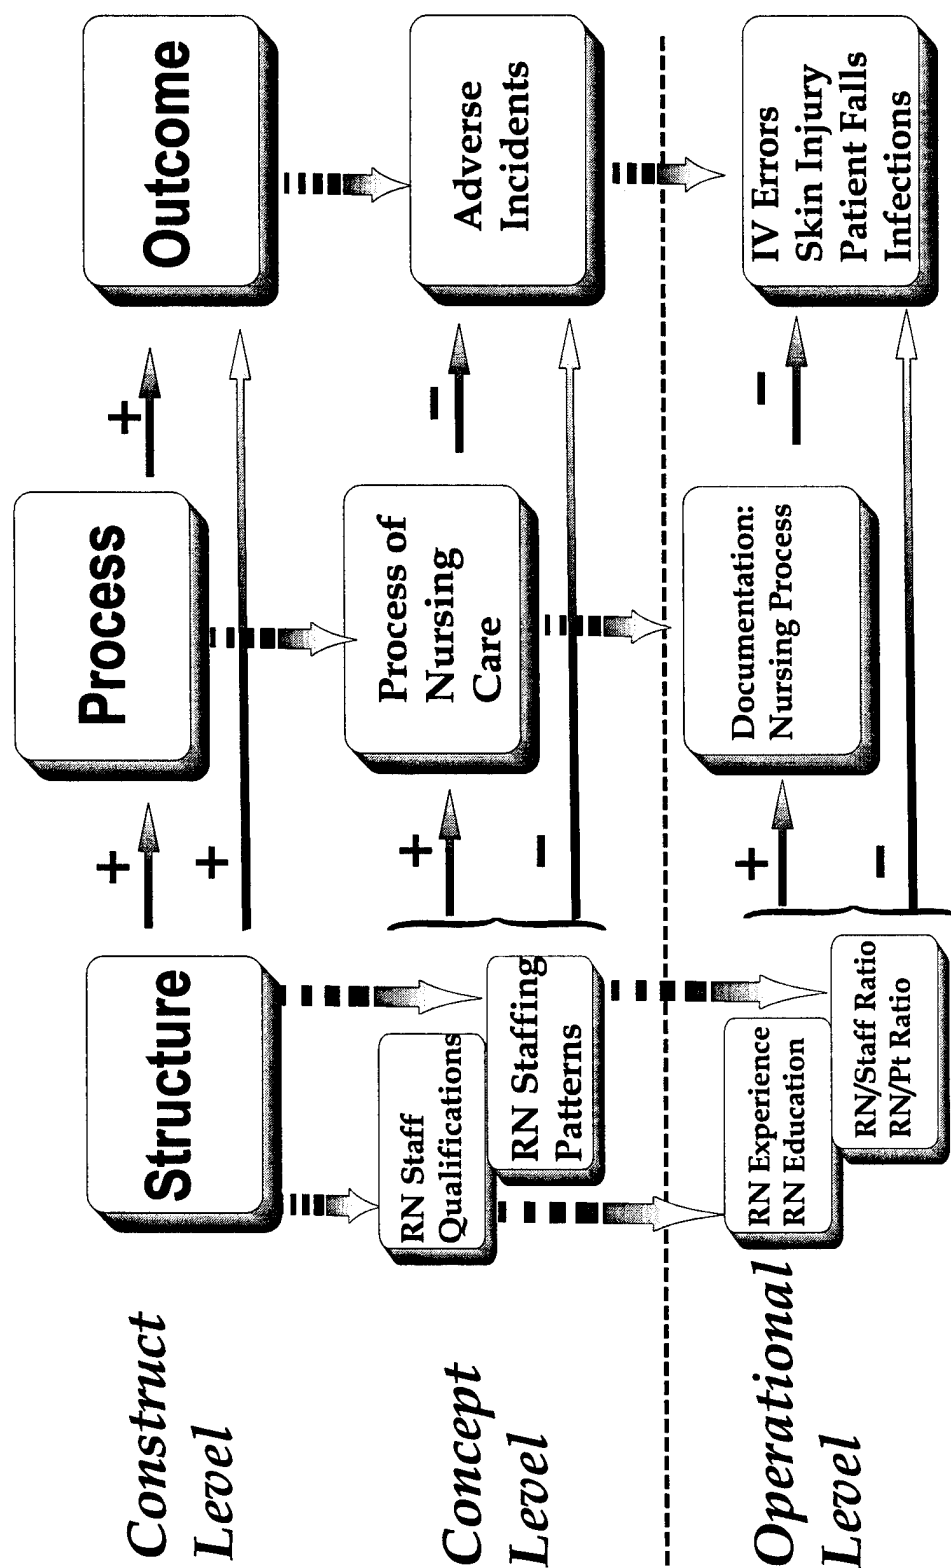 Construct
Level
Structure
+
+
Process
+
Outcome
Concept
Level
RN Staff
Qualifications
RN Staffing
Patterns
+
−
Process of
Nursing
Care
−
Adverse
Incidents
Operational
Level
RN Experience
RN Education
RN/Staff Ratio
RN/Pt Ratio
+
−
Documentation:
Nursing Process
−
IV Errors
Skin Injury
Patient Falls
Infections